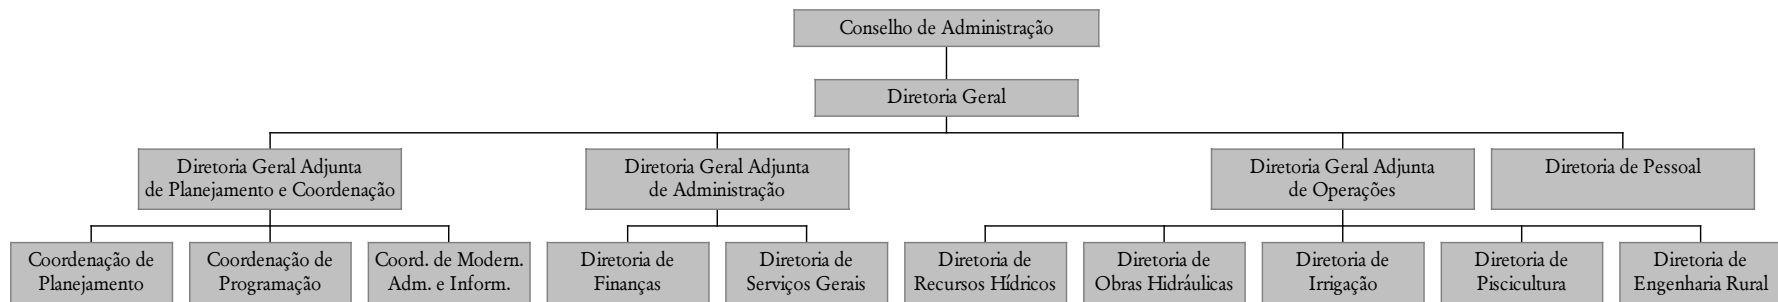 Conselho de Administração
Diretoria Geral
Diretoria Geral Adjunta
de Planejamento e Coordenação
Diretoria Geral Adjunta
de Administração
Diretoria Geral Adjunta
de Operações
Diretoria de Pessoal
Coordenação de
Planejamento
Coordenação de
Programação
Coord. de Modern.
Adm. e Inform.
Diretoria de
Finanças
Diretoria de
Serviços Gerais
Diretoria de
Recursos Hídricos
Diretoria de
Obras Hidráulicas
Diretoria de
Irrigação
Diretoria de
Piscicultura
Diretoria de
Engenharia Rural